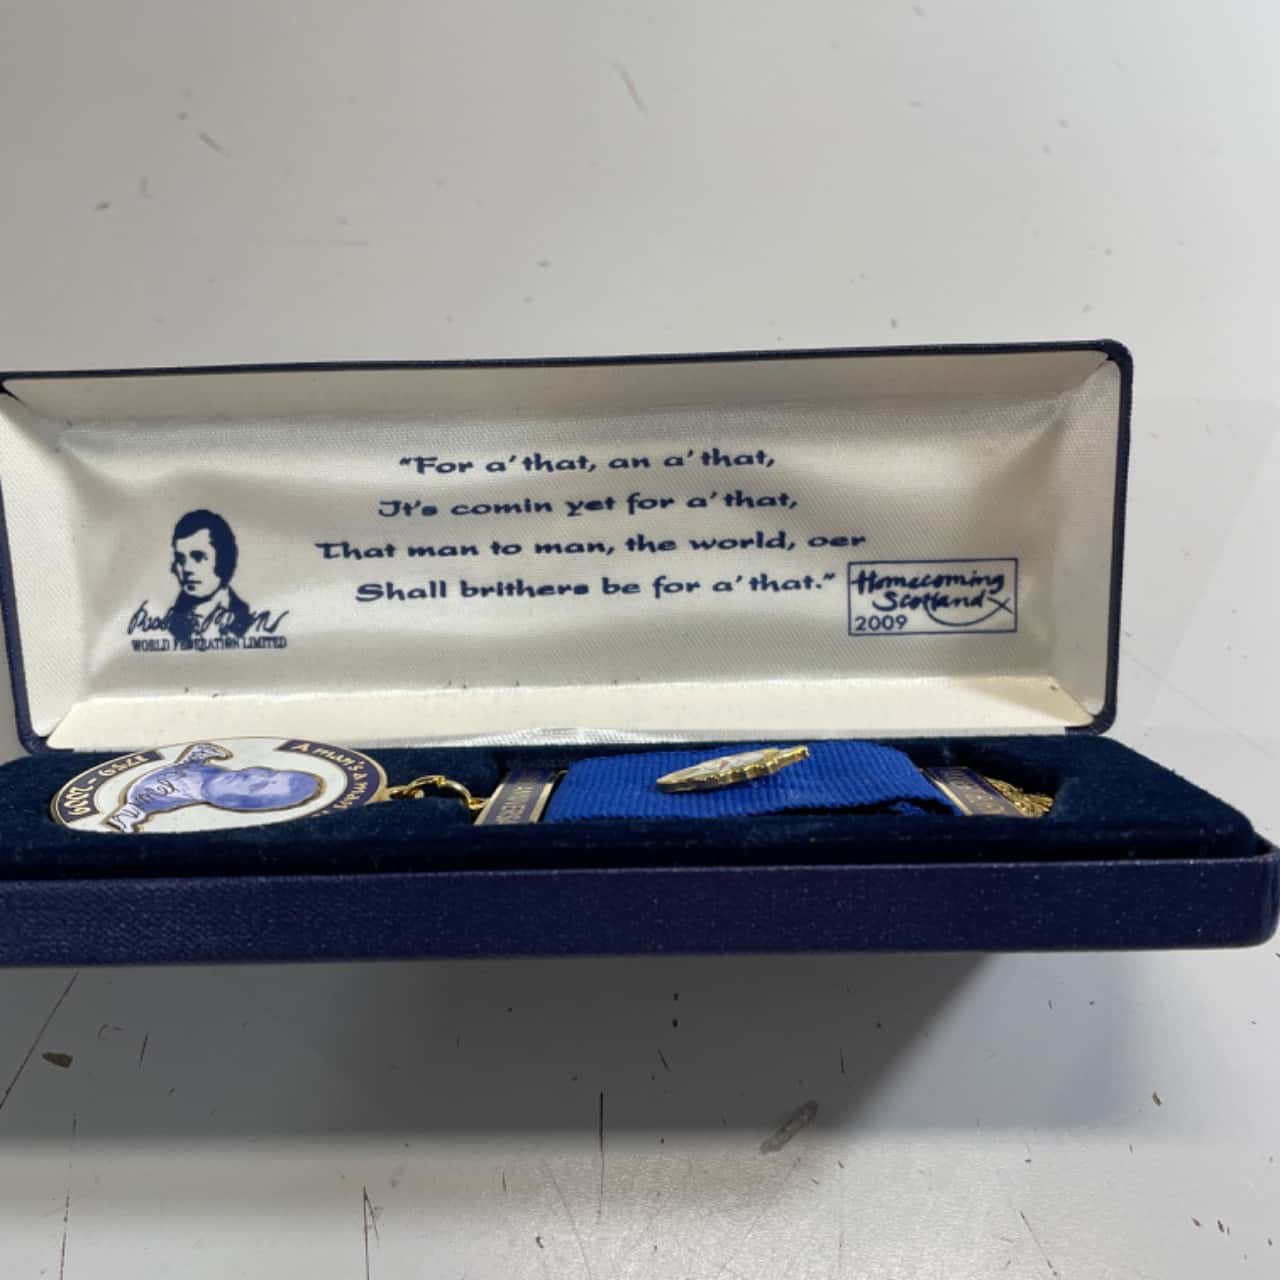 "For a' that, an a' that,
It's comin yet for a' that,
That man to man, the world, oer
Shall brithers be for a' that."
Homecoming
Scotland
2009
WORLD FEDERATION LIMITED
1759 - 2009
A man's a man